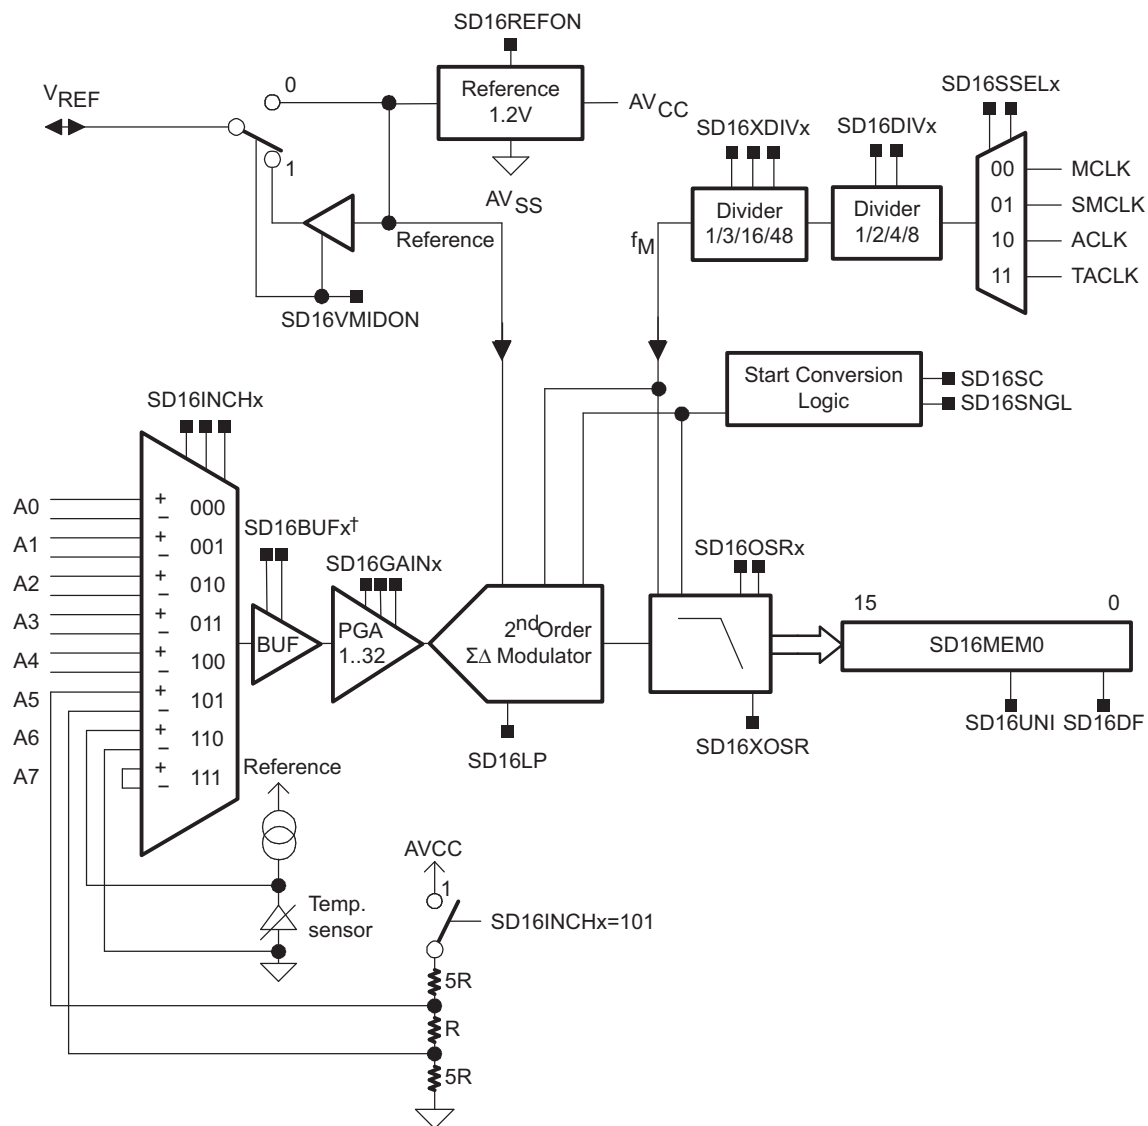 SD16REFON
0
VREF
Reference
1.2V
AVCC
SD16SSELx
SD16XDIVx
SD16DIVx
1
AVSS
00
MCLK
Divider
1/3/16/48
Divider
1/2/4/8
01
SMCLK
Reference
fM
10
ACLK
11
TACLK
SD16VMIDON
Start Conversion
Logic
SD16SC
SD16SNGL
SD16INCHx
A0
+
−
000
A1
+
−
001
A2
+
−
010
A3
+
−
011
A4
+
−
100
A5
+
−
101
A6
+
−
110
A7
+
−
111
SD16BUFx†
SD16GAINx
SD16OSRx
BUF
PGA
1..32
2nd Order
ΣΔ Modulator
15
0
SD16MEM0
SD16UNI
SD16DF
SD16LP
SD16XOSR
Reference
AVCC
1
Temp.
sensor
SD16INCHx=101
5R
R
5R